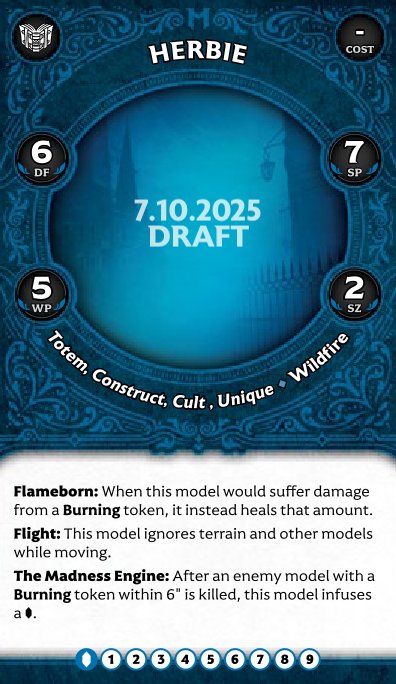 -
COST
HERBIE
6
DF
7
SP
7.10.2025
DRAFT
5
WP
2
SZ
Totem, Construct, Cult , Unique • Wildfire
Flameborn: When this model would suffer damage
from a Burning token, it instead heals that amount.
Flight: This model ignores terrain and other models
while moving.
The Madness Engine: After an enemy model with a
Burning token within 6" is killed, this model infuses
a .
1 2 3 4 5 6 7 8 9